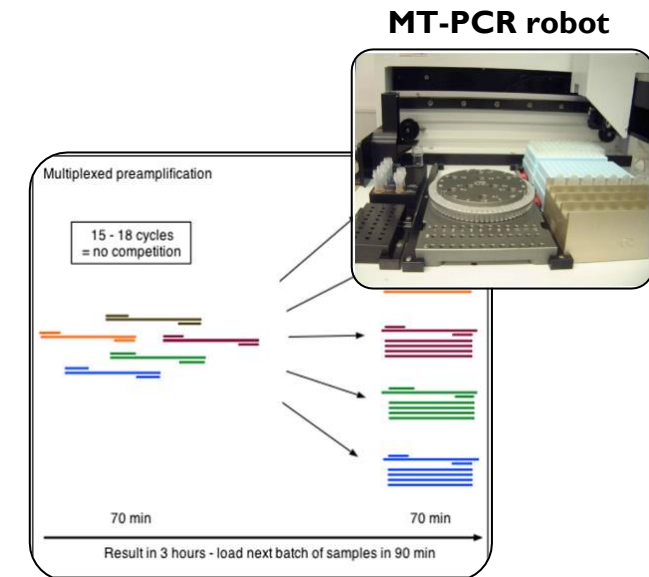 MT-PCR robot
Multiplexed preamplification
15 - 18 cycles
= no competition
70 min
70 min
Result in 3 hours - load next batch of samples in 90 min